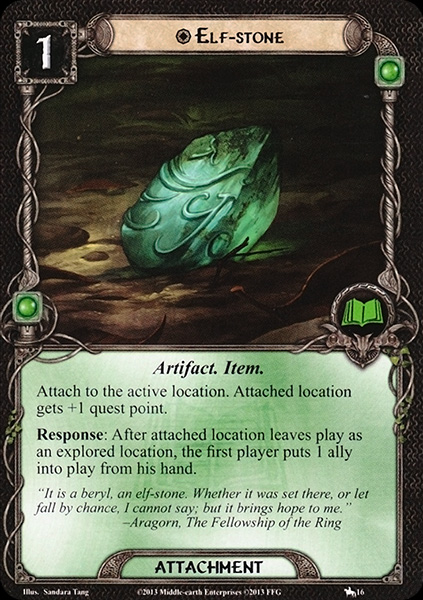 1
Elf-stone
Artifact. Item.
Attach to the active location. Attached location
gets +1 quest point.
Response: After attached location leaves play as
an explored location, the first player puts 1 ally
into play from his hand.
“It is a beryl, an elf-stone. Whether it was set there, or let
fall by chance, I cannot say; but it brings hope to me.”
–Aragorn, The Fellowship of the Ring
ATTACHMENT
Illus. Sandara Tang ©2013 Middle-earth Enterprises ©2013 FFG 16